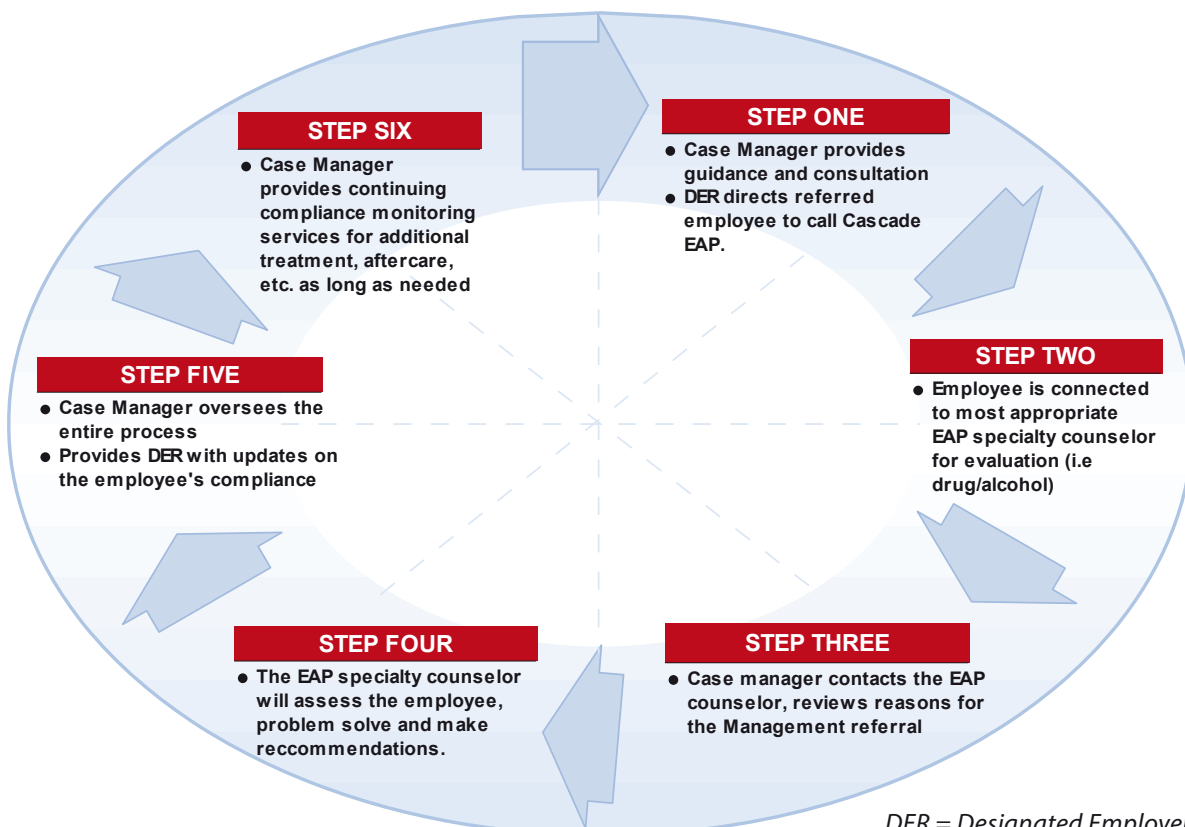 STEP ONE
● Case Manager provides
guidance and consultation
● DER directs referred
employee to call Cascade
EAP.
STEP TWO
● Employee is connected
to most appropriate
EAP specialty counselor
for evaluation (i.e
drug/alcohol)
STEP THREE
● Case manager contacts the EAP
counselor, reviews reasons for
the Management referral
STEP FOUR
● The EAP specialty counselor
will assess the employee,
problem solve and make
reccommendations.
STEP FIVE
● Case Manager oversees the
entire process
● Provides DER with updates on
the employee's compliance
STEP SIX
● Case Manager
provides continuing
compliance monitoring
services for additional
treatment, aftercare,
etc. as long as needed
DER = Designated Employe